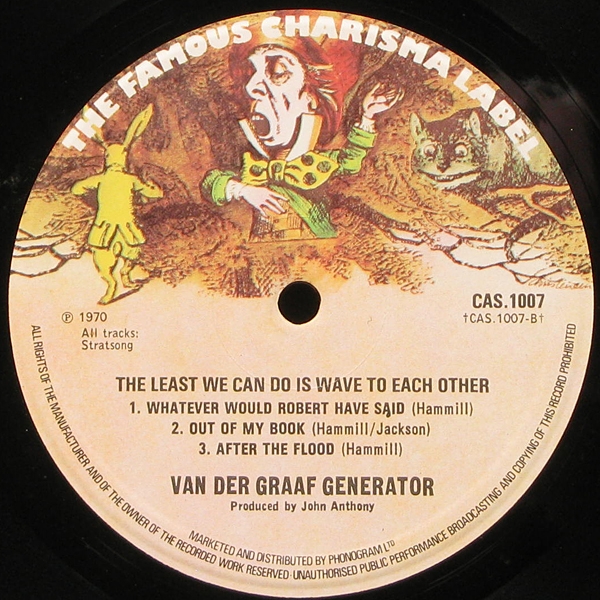 THE FAMOUS CHARISMA LABEL
CAS.1007
℗ 1970
†CAS.1007-B†
All tracks:
Stratsong
THE LEAST WE CAN DO IS WAVE TO EACH OTHER
1. WHATEVER WOULD ROBERT HAVE SAID (Hammill)
2. OUT OF MY BOOK (Hammill/Jackson)
3. AFTER THE FLOOD (Hammill)
VAN DER GRAAF GENERATOR
Produced by John Anthony
MARKETED AND DISTRIBUTED BY PHONOGRAM LTD
ALL RIGHTS OF THE MANUFACTURER AND OF THE OWNER OF THE RECORDED WORK RESERVED·UNAUTHORISED PUBLIC PERFORMANCE BROADCASTING AND COPYING OF THIS RECORD PROHIBITED